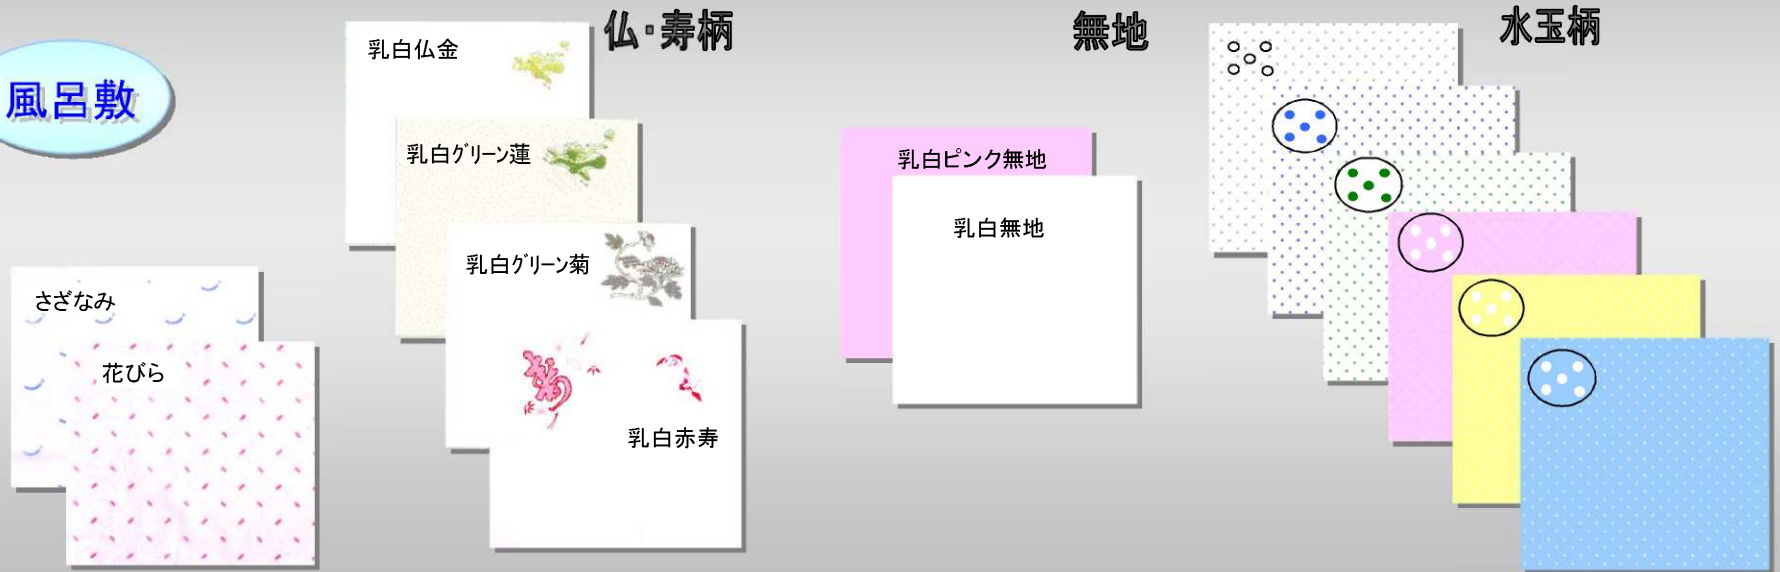 風呂敷
さざなみ
花びら
仏・寿柄
乳白仏金
乳白グリーン蓮
乳白グリーン菊
寿
乳白赤寿
無地
乳白ピンク無地
乳白無地
水玉柄